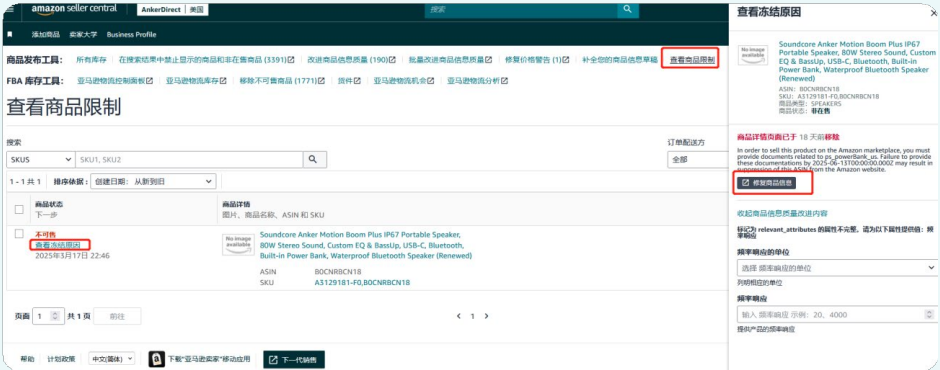 amazon seller central
AnkerDirect | 美国
搜索
添加商品 卖家大学 Business Profile
商品发布工具： 所有库存 在搜索结果中禁止显示的商品和非在售商品 (3391) 改进商品信息质量 (190) 批量改进商品信息质量 修复价格警告 (1) 补全您的商品信息草稿 查看商品限制
FBA 库存工具： 亚马逊物流控制面板 亚马逊物流库存 移除不可售商品 (1771) 货件 亚马逊物流机会 亚马逊物流分析
查看商品限制
搜索
订单配送方
SKUS
SKU1, SKU2
全部
1 - 1 共 1
排序依据： 创建日期：从新到旧
商品状态
下一步
商品详情
图片、商品名称、ASIN 和 SKU
不可售
查看冻结原因
2025年3月17日 22:46
No image available
Soundcore Anker Motion Boom Plus IP67 Portable Speaker,
80W Stereo Sound, Custom EQ & BassUp, USB-C, Bluetooth,
Built-in Power Bank, Waterproof Bluetooth Speaker (Renewed)
ASIN B0CNRBCN18
SKU A3129181-F0,B0CNRBCN18
页面 1 共 1 页 前往
1
帮助 计划政策 中文(简体) 下载“亚马逊卖家”移动应用 下一代销售
查看冻结原因
No image available
Soundcore Anker Motion Boom Plus IP67
Portable Speaker, 80W Stereo Sound, Custom
EQ & BassUp, USB-C, Bluetooth, Built-in
Power Bank, Waterproof Bluetooth Speaker
(Renewed)
ASIN: B0CNRBCN18
SKU: A3129181-F0,B0CNRBCN18
商品类型: SPEAKERS
商品状态: 非在售
商品详情页面已于 18 天前移除
In order to sell this product on the Amazon marketplace, you must
provide documents related to ps_powerBank_us. Failure to provide
these documentations by 2025-06-13T00:00:00.000Z may result in
suppression of this ASIN from the Amazon website.
修复商品信息
收起商品信息质量改进内容
标记为 relevant_attributes 的属性不完整。请为以下属性提供值：频
率响应
频率响应的单位
选择 频率响应的单位
列明相应的单位
频率响应
输入 频率响应 示例：20、4000
提供产品的频率响应